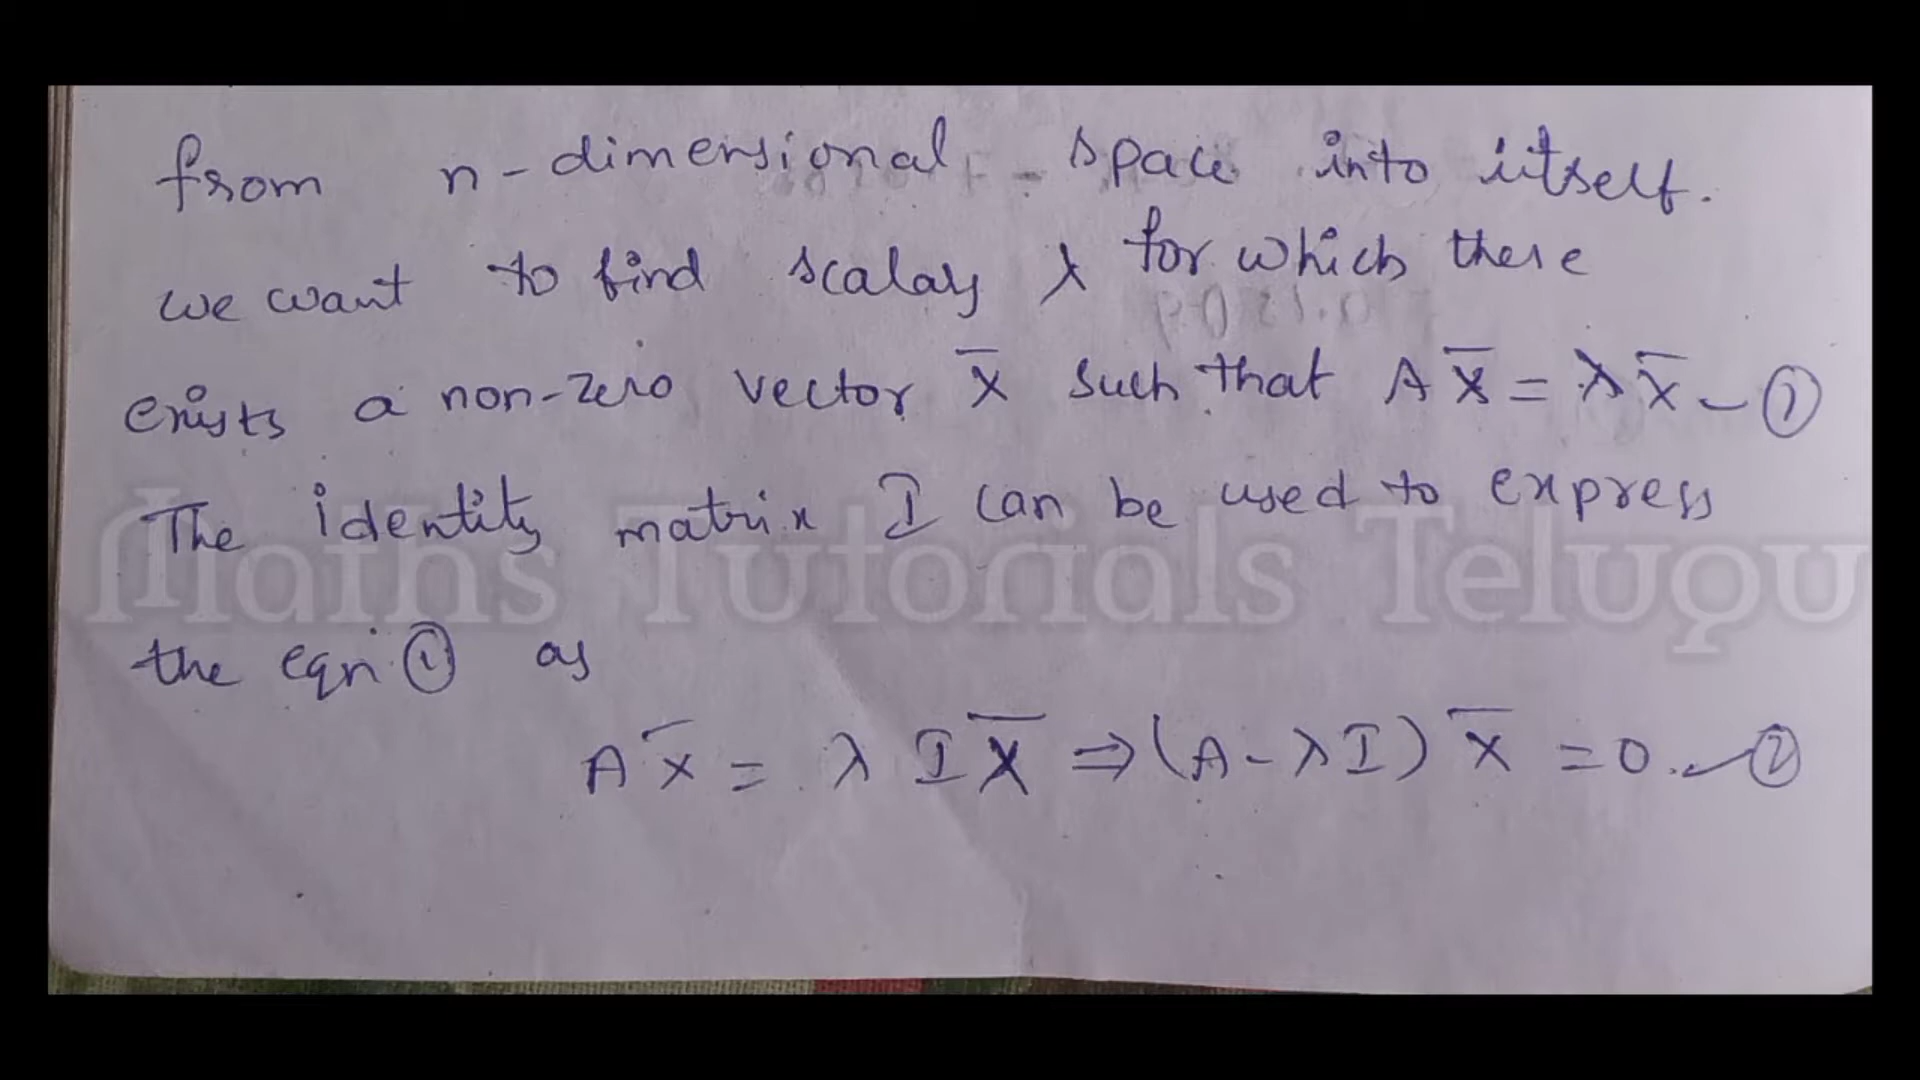 from n-dimensional space into itself.
we want to find scalars λ for which there
exists a non-zero vector X̅ such that AX̅ = λX̅ - ①
The identity matrix I can be used to express
Maths Tutorials Telugu
the eqn ① as
AX̅ = λIX̅ ⇒ (A-λI) X̅ = 0. - ②